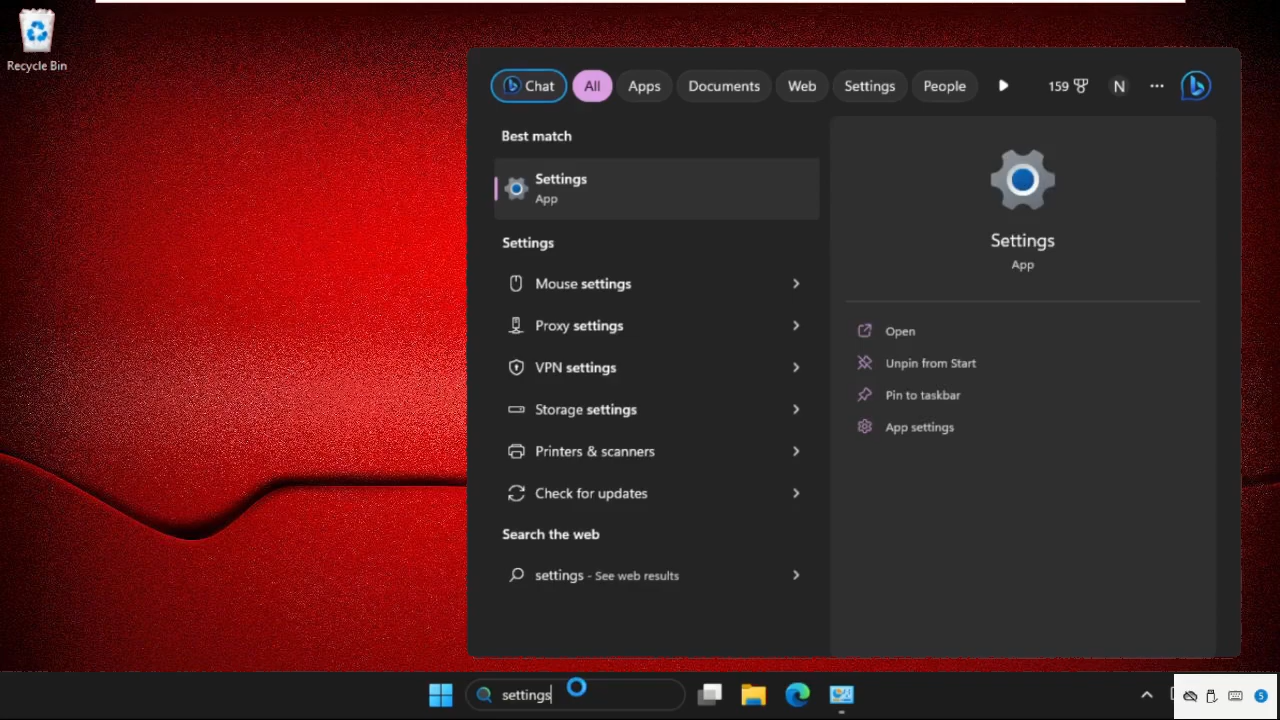 Recycle Bin
Chat All Apps Documents Web Settings People 159 N
Best match
Settings
App
Settings
Mouse settings
Proxy settings
VPN settings
Storage settings
Printers & scanners
Check for updates
Search the web
settings - See web results
Settings
App
Open
Unpin from Start
Pin to taskbar
App settings
settings
5